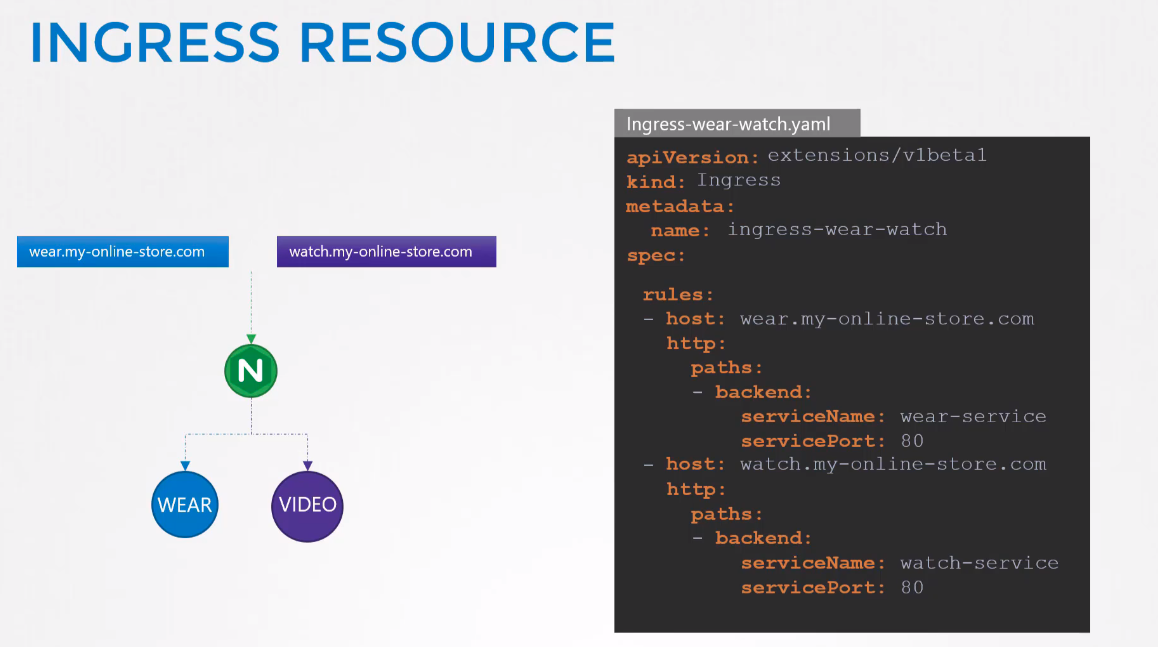 INGRESS RESOURCE
Ingress-wear-watch.yaml
apiVersion: extensions/v1beta1
kind: Ingress
metadata:
  name: ingress-wear-watch
spec:
  rules:
  - host: wear.my-online-store.com
    http:
      paths:
      - backend:
          serviceName: wear-service
          servicePort: 80
  - host: watch.my-online-store.com
    http:
      paths:
      - backend:
          serviceName: watch-service
          servicePort: 80
wear.my-online-store.com
watch.my-online-store.com
N
WEAR
VIDEO